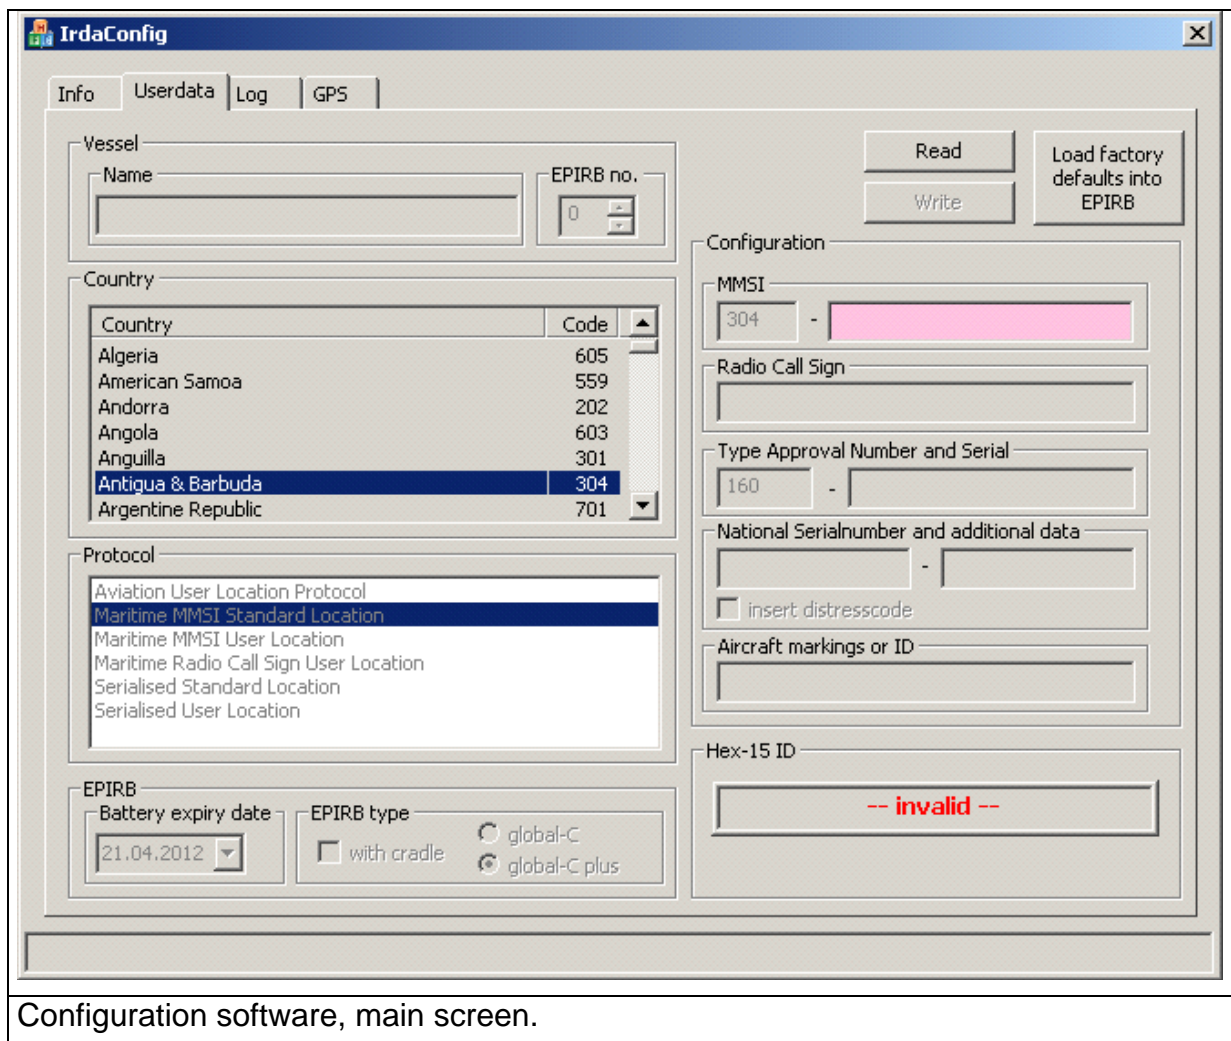 IrdaConfig
Info Userdata Log GPS
Vessel
Name
EPIRB no.
0
Country
Country Code
Algeria 605
American Samoa 559
Andorra 202
Angola 603
Anguilla 301
Antigua & Barbuda 304
Argentine Republic 701
Protocol
Aviation User Location Protocol
Maritime MMSI Standard Location
Maritime MMSI User Location
Maritime Radio Call Sign User Location
Serialised Standard Location
Serialised User Location
EPIRB
Battery expiry date
21.04.2012
EPIRB type
with cradle
global-C
global-C plus
Read
Write
Load factory
defaults into
EPIRB
Configuration
MMSI
304 -
Radio Call Sign
Type Approval Number and Serial
160 -
National Serialnumber and additional data
-
insert distresscode
Aircraft markings or ID
Hex-15 ID
-- invalid --
Configuration software, main screen.